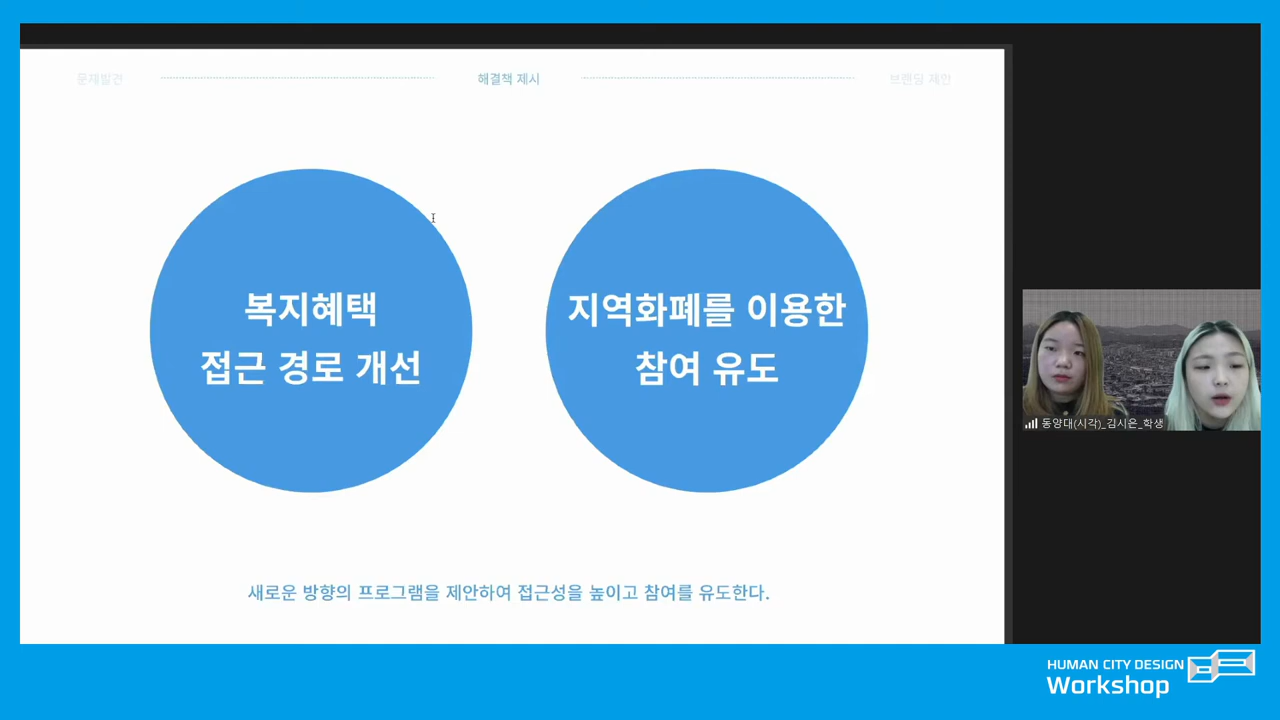 문제발견
해결책 제시
브랜딩 제안
복지혜택
접근 경로 개선
지역화폐를 이용한
참여 유도
새로운 방향의 프로그램을 제안하여 접근성을 높이고 참여를 유도한다.
동양대(시각)_김시은_학생
HUMAN CITY DESIGN
Workshop